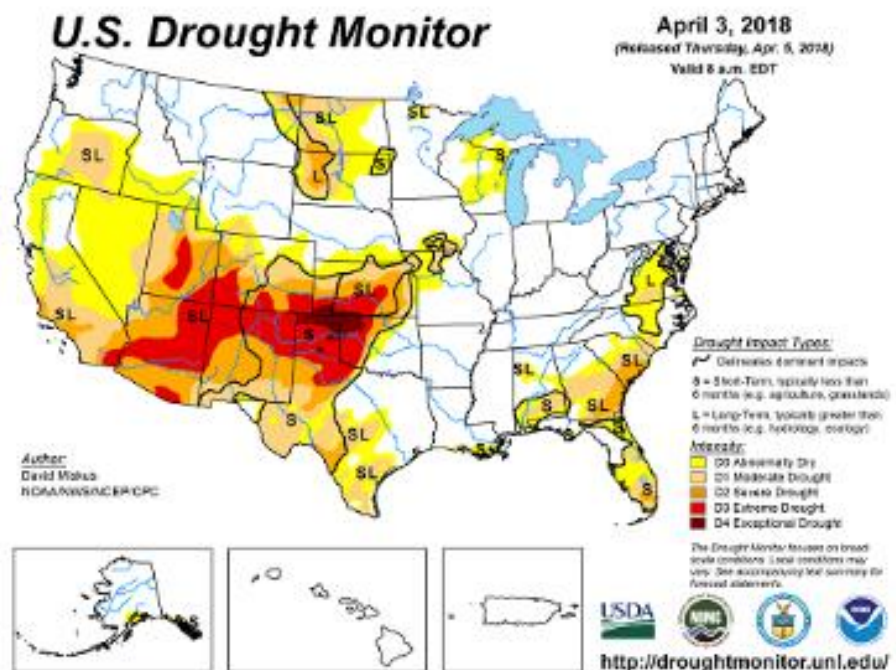 U.S. Drought Monitor
April 3, 2018
(Released Thursday, Apr. 5, 2018)
Valid 8 a.m. EDT
SL
SL
SL
S
S
L
SL
SL
SL
S
L
SL
SL
S
SL
S
SL
SL
S
Drought Impact Types:
Delineates dominant impacts
S = Short-Term, typically less than
6 months (e.g. agriculture, grasslands)
L = Long-Term, typically greater than
6 months (e.g. hydrology, ecology)
Intensity:
D0 Abnormally Dry
D1 Moderate Drought
D2 Severe Drought
D3 Extreme Drought
D4 Exceptional Drought
Author:
David Miskus
NOAA/NWS/NCEP/CPC
The Drought Monitor focuses on broad-
scale conditions. Local conditions may
vary. See accompanying text summary for
forecast statements.
USDA
http://droughtmonitor.unl.edu/